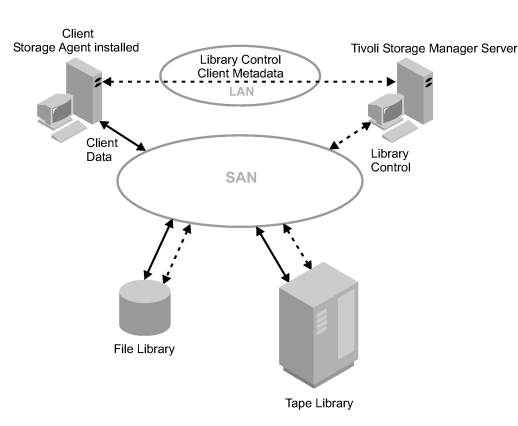 Client
Storage Agent installed
Library Control
Client Metadata
LAN
Tivoli Storage Manager Server
Client
Data
Library
Control
SAN
File Library
Tape Library